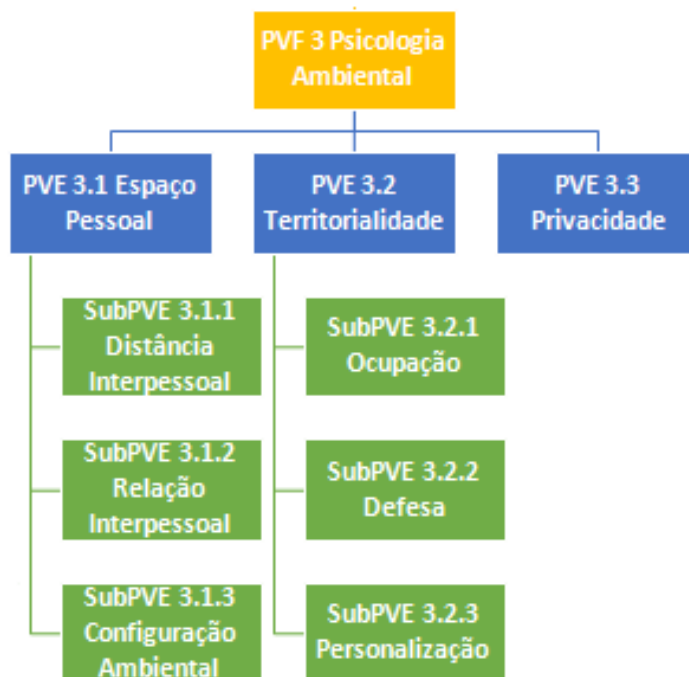 PVF 3 Psicologia
Ambiental
PVE 3.1 Espaço
Pessoal
PVE 3.2
Territorialidade
PVE 3.3
Privacidade
SubPVE 3.1.1
Distância
Interpessoal
SubPVE 3.2.1
Ocupação
SubPVE 3.1.2
Relação
Interpessoal
SubPVE 3.2.2
Defesa
SubPVE 3.1.3
Configuração
Ambiental
SubPVE 3.2.3
Personalização